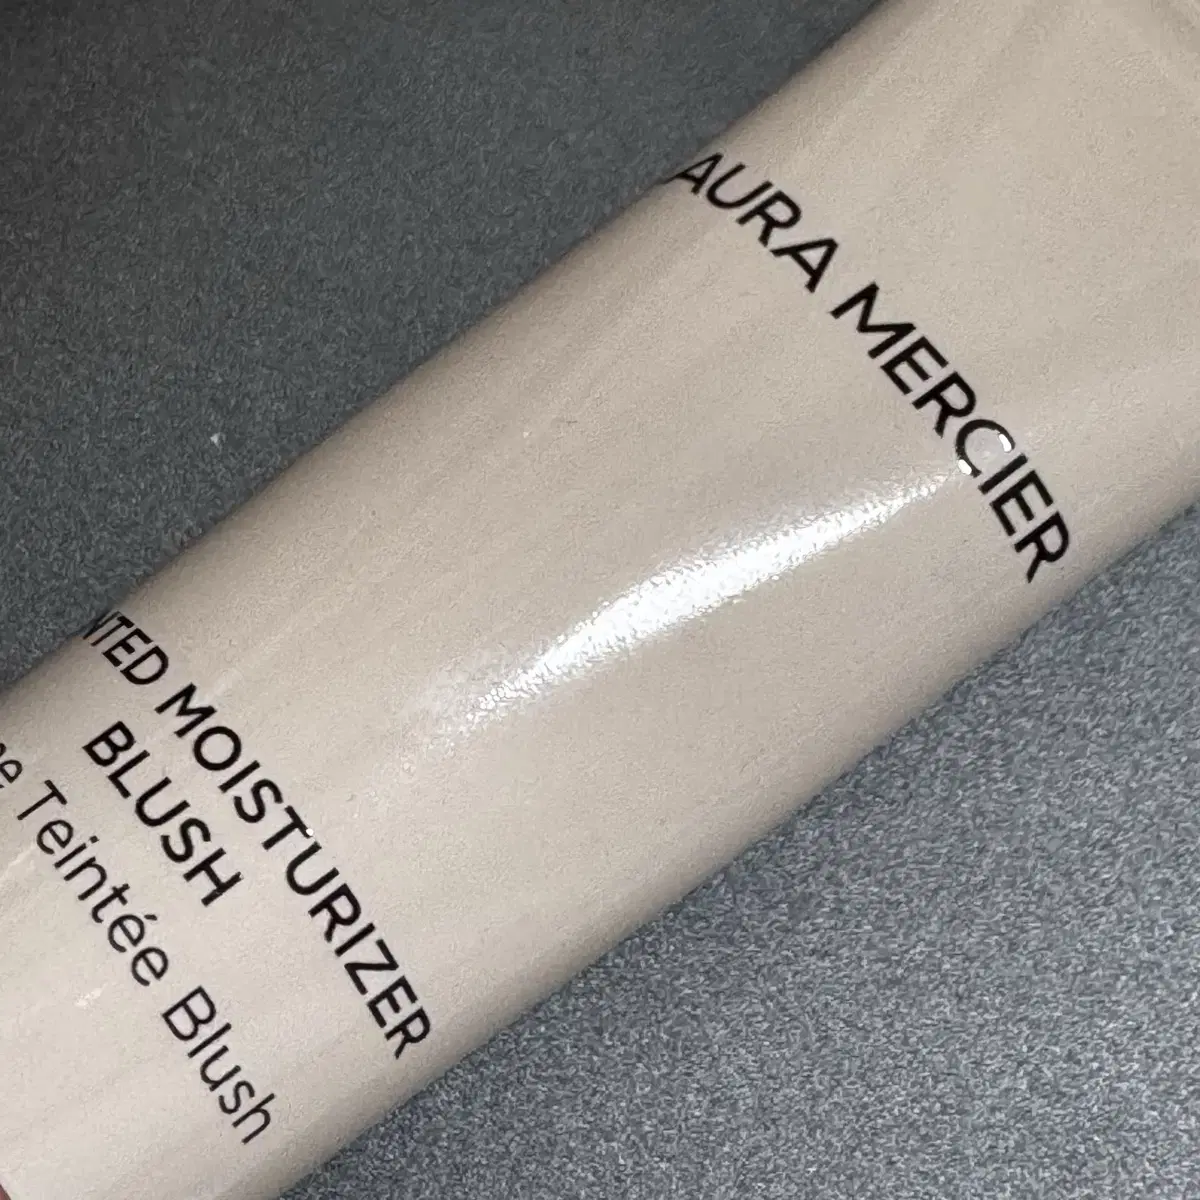 AURA MERCIER
NTED MOISTURIZER
BLUSH
e Teintée Blush